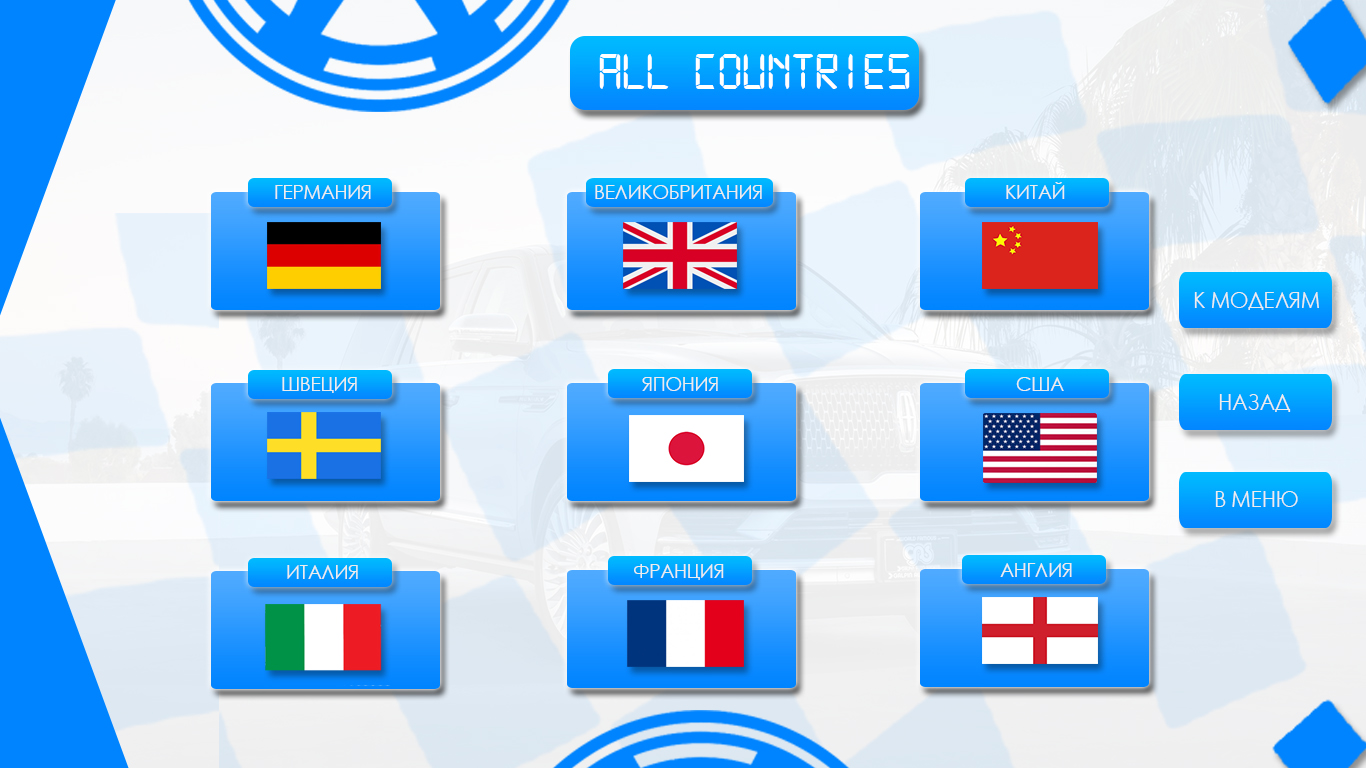 ALL COUNTRIES
ГЕРМАНИЯ
ВЕЛИКОБРИТАНИЯ
КИТАЙ
К МОДЕЛЯМ
ШВЕЦИЯ
ЯПОНИЯ
США
НАЗАД
В МЕНЮ
ИТАЛИЯ
ФРАНЦИЯ
АНГЛИЯ